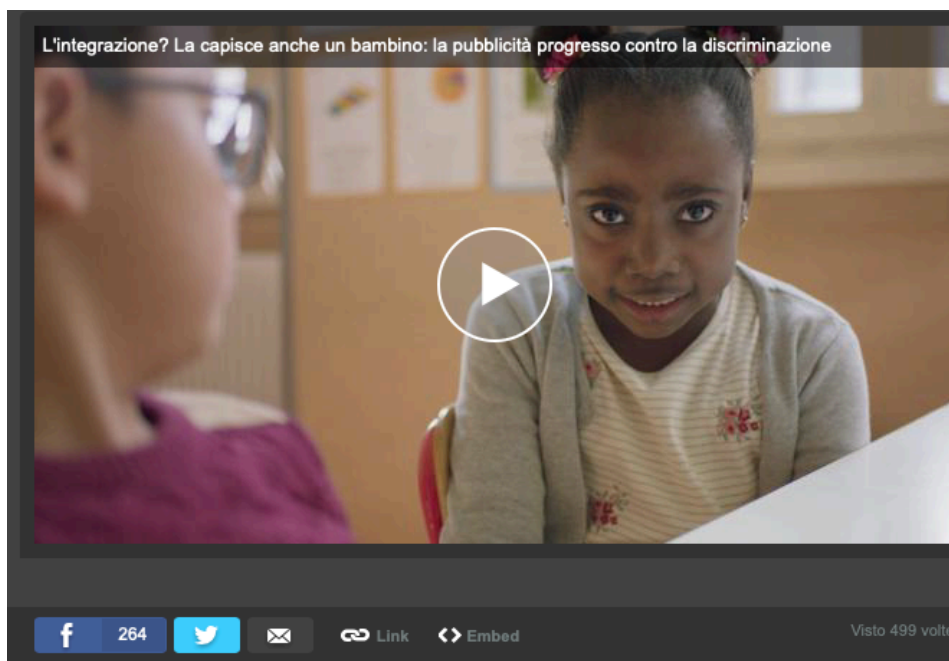 L'integrazione? La capisce anche un bambino: la pubblicità progresso contro la discriminazione
f 264 Link Embed Visto 499 volte